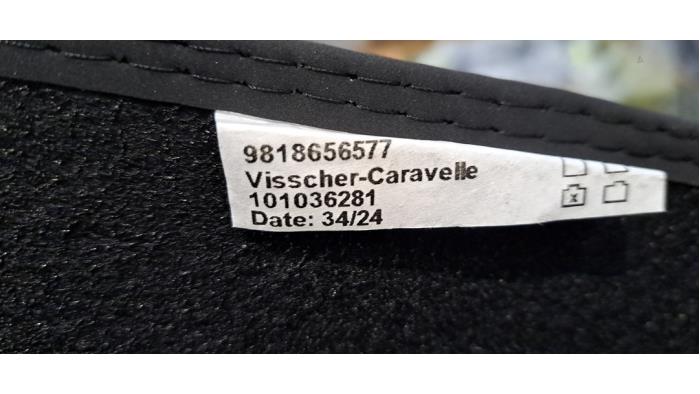 9818656577
Visscher-Caravelle
101036281
Date: 34/24
x